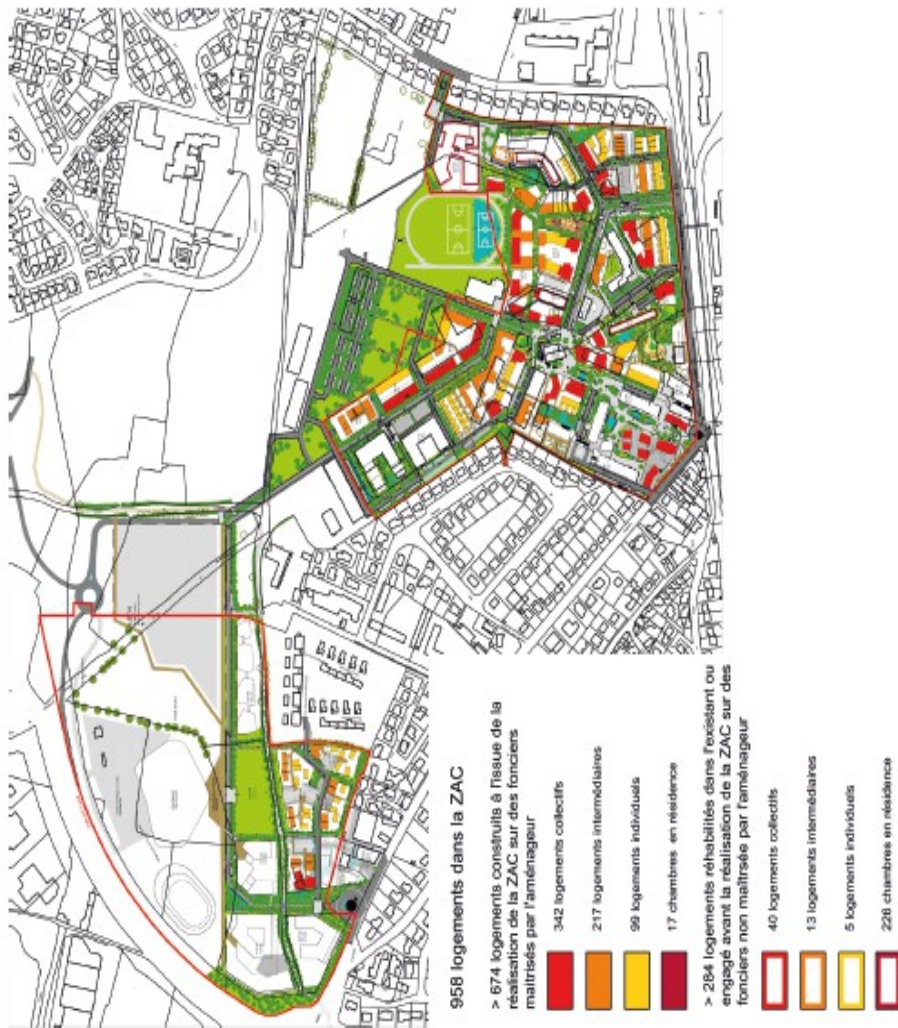 958 logements dans la ZAC
> 674 logements construits à l'issue de la
réalisation de la ZAC sur des fonciers
maitrisés par l'aménageur
342 logements collectifs
217 logements intermédiaires
99 logements individuels
17 chambres en résidence
> 284 logements réhabilités dans l'existant ou
engagé avant la réalisation de la ZAC sur des
fonciers non maîtrsée par l'aménageur
40 logements collectifs
13 logements intermédiaires
5 logements individuels
226 chambres en résidence